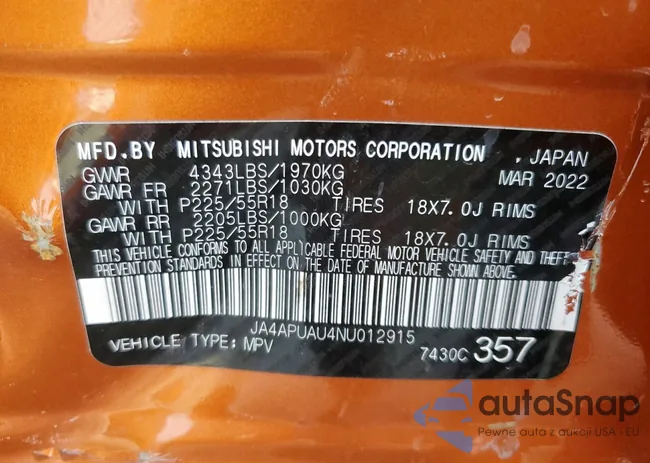 MFD.BY MITSUBISHI MOTORS CORPORATION , JAPAN
GVWR 4343LBS/1970KG MAR 2022
GAWR FR 2271LBS/1030KG
WITH P225/55R18 TIRES 18X7.0J RIMS
GAWR RR 2205LBS/1000KG
WITH P225/55R18 TIRES 18X7.0J RIMS
THIS VEHICLE CONFORMS TO ALL APPLICABLE FEDERAL MOTOR VEHICLE SAFETY AND THEFT
PREVENTION STANDARDS IN EFFECT ON THE DATE OF MANUFACTURE SHOWN ABOVE.
JA4APUAU4NU012915
VEHICLE TYPE: MPV 7430C 357
autoSnap
Pewne auto z aukcji USA - EU